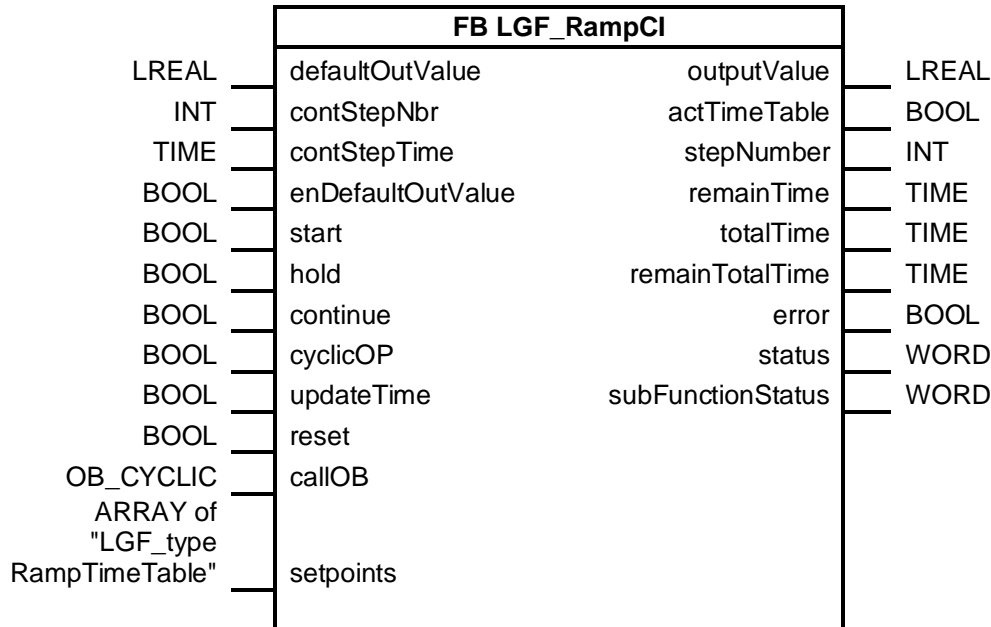 FB LGF_RampCI
LREAL defaultOutValue outputValue LREAL
INT contStepNbr actTimeTable BOOL
TIME contStepTime stepNumber INT
BOOL enDefaultOutValue remainTime TIME
BOOL start totalTime TIME
BOOL hold remainTotalTime TIME
BOOL continue error BOOL
BOOL cyclicOP status WORD
BOOL updateTime subFunctionStatus WORD
BOOL reset
OB_CYCLIC callOB
ARRAY of
"LGF_type
RampTimeTable" setpoints